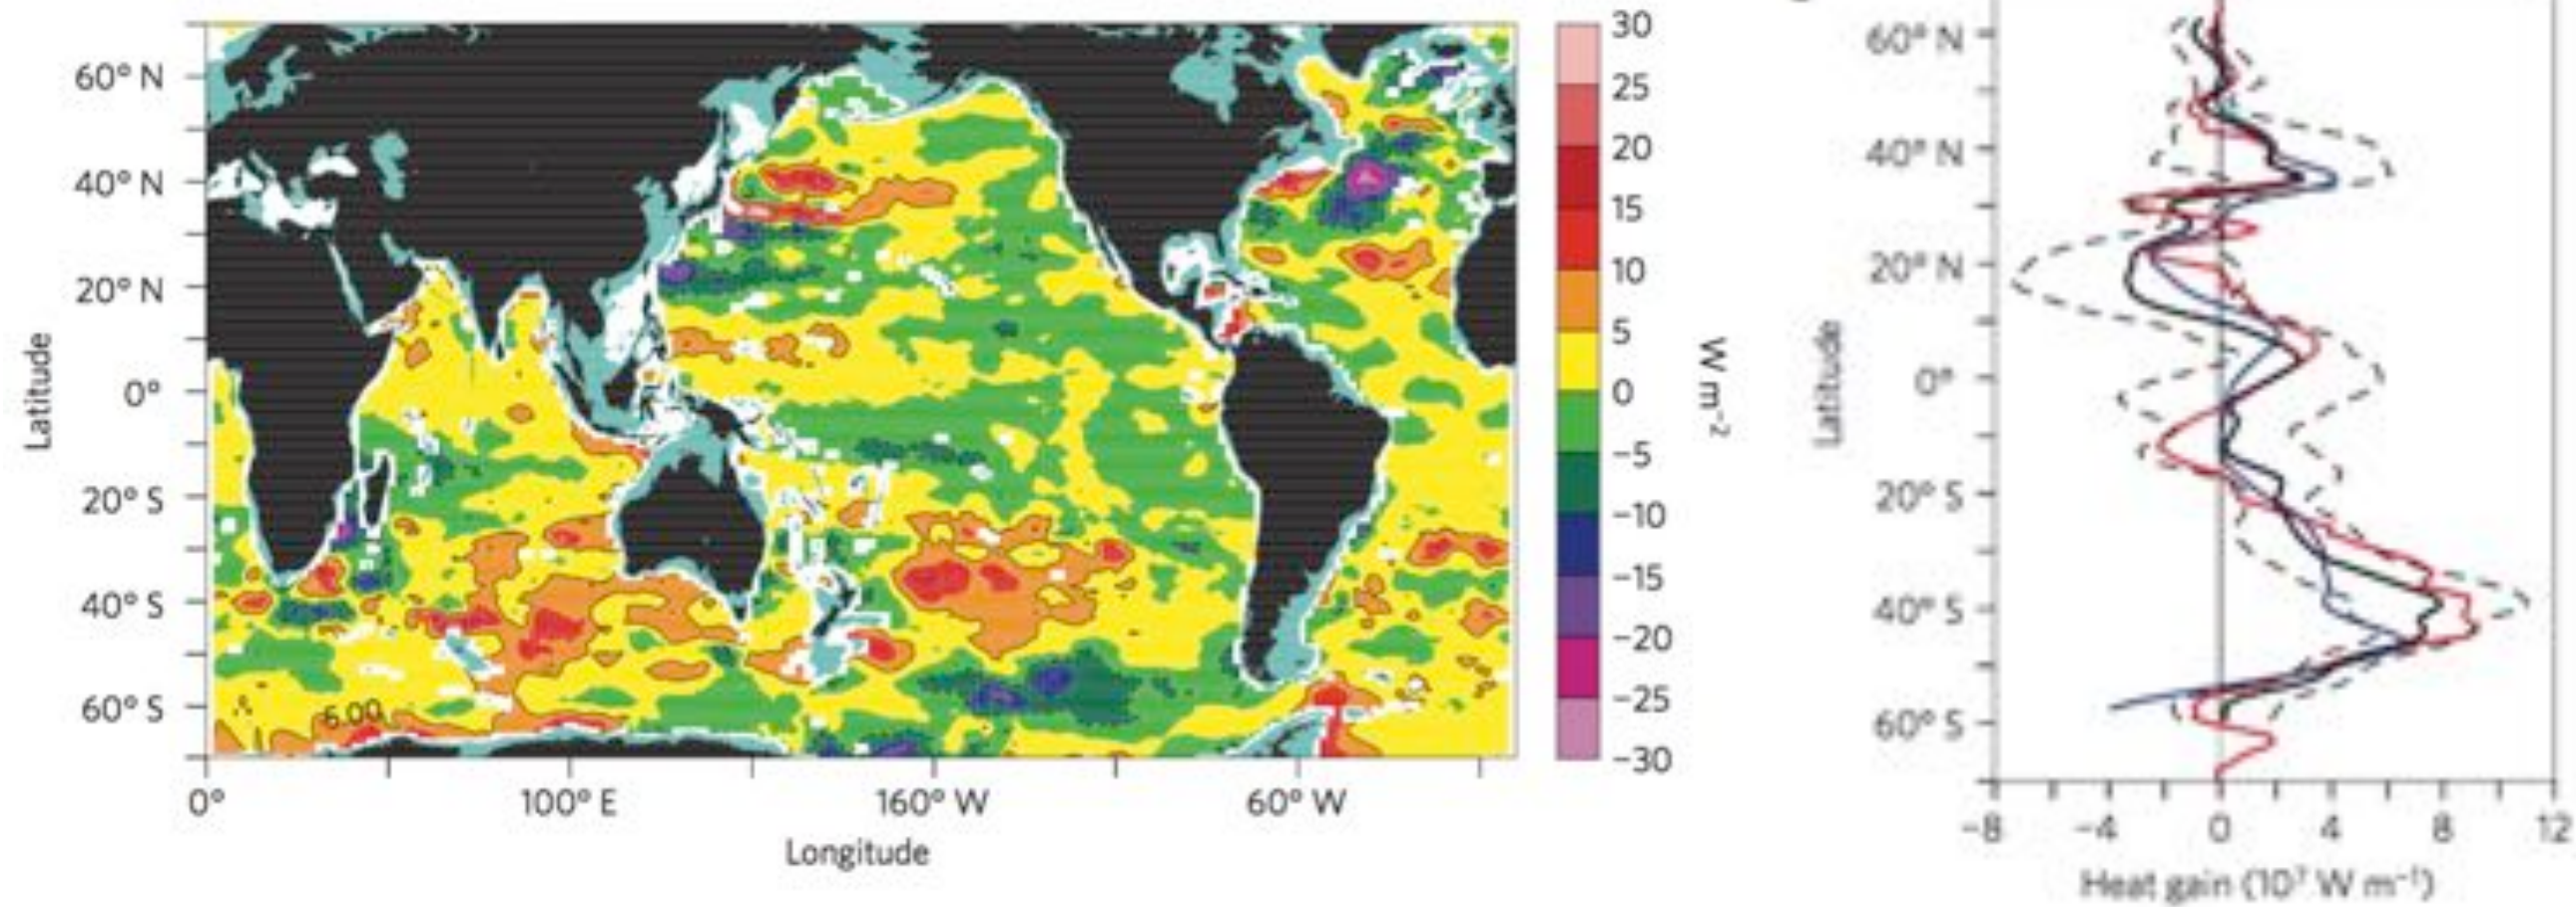 60° N
40° N
20° N
0°
20° S
40° S
60° S
Latitude
6.00
0°
100° E
160° W
60° W
Longitude
30
25
20
15
10
5
0
−5
−10
−15
−20
−25
−30
W m⁻²
60° N
40° N
20° N
0°
20° S
40° S
60° S
Latitude
−8
−4
0
4
8
12
Heat gain (10⁷ W m⁻¹)